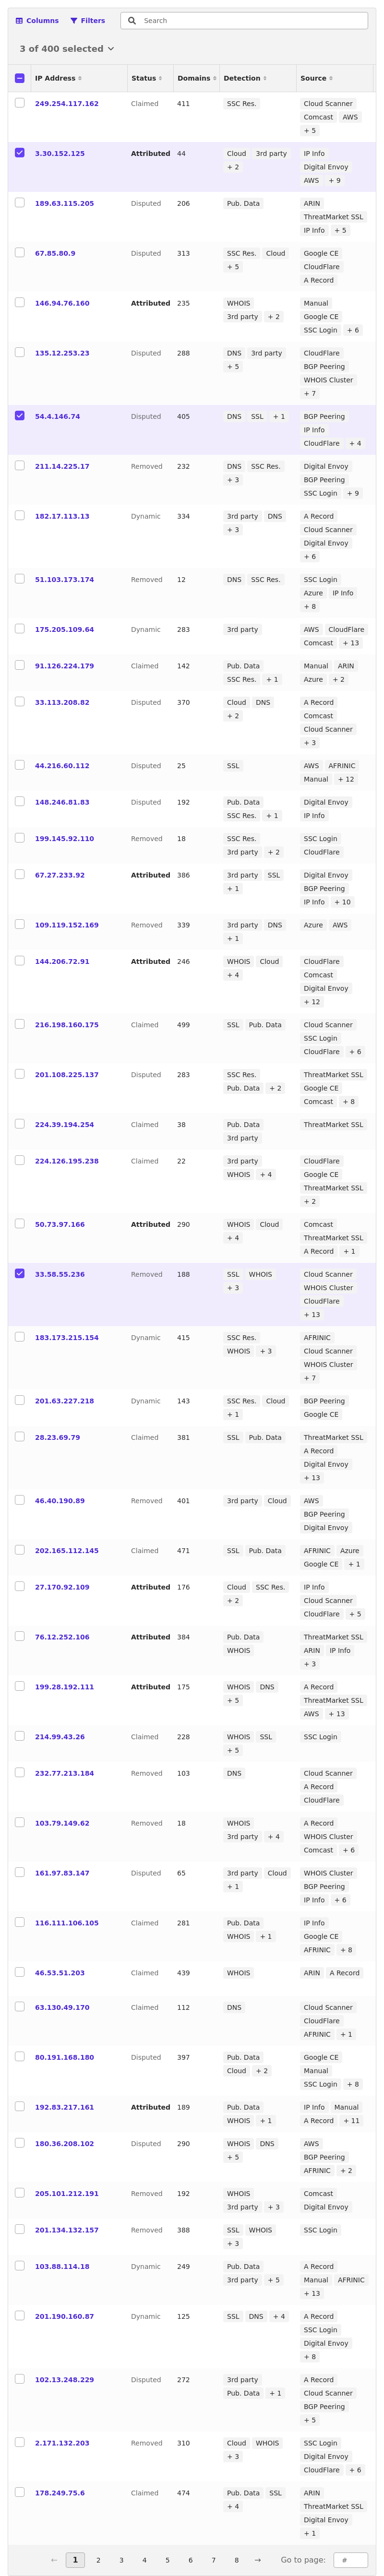 Columns Filters Search
3 of 400 selected
IP Address Status Domains Detection Source
249.254.117.162 Claimed 411 SSC Res. Cloud Scanner
Comcast AWS
+ 5
3.30.152.125 Attributed 44 Cloud 3rd party IP Info
+ 2 Digital Envoy
AWS + 9
189.63.115.205 Disputed 206 Pub. Data ARIN
ThreatMarket SSL
IP Info + 5
67.85.80.9 Disputed 313 SSC Res. Cloud Google CE
+ 5 CloudFlare
A Record
146.94.76.160 Attributed 235 WHOIS Manual
3rd party + 2 Google CE
SSC Login + 6
135.12.253.23 Disputed 288 DNS 3rd party CloudFlare
+ 5 BGP Peering
WHOIS Cluster
+ 7
54.4.146.74 Disputed 405 DNS SSL + 1 BGP Peering
IP Info
CloudFlare + 4
211.14.225.17 Removed 232 DNS SSC Res. Digital Envoy
+ 3 BGP Peering
SSC Login + 9
182.17.113.13 Dynamic 334 3rd party DNS A Record
+ 3 Cloud Scanner
Digital Envoy
+ 6
51.103.173.174 Removed 12 DNS SSC Res. SSC Login
Azure IP Info
+ 8
175.205.109.64 Dynamic 283 3rd party AWS CloudFlare
Comcast + 13
91.126.224.179 Claimed 142 Pub. Data Manual ARIN
SSC Res. + 1 Azure + 2
33.113.208.82 Disputed 370 Cloud DNS A Record
+ 2 Comcast
Cloud Scanner
+ 3
44.216.60.112 Disputed 25 SSL AWS AFRINIC
Manual + 12
148.246.81.83 Disputed 192 Pub. Data Digital Envoy
SSC Res. + 1 IP Info
199.145.92.110 Removed 18 SSC Res. SSC Login
3rd party + 2 CloudFlare
67.27.233.92 Attributed 386 3rd party SSL Digital Envoy
+ 1 BGP Peering
IP Info + 10
109.119.152.169 Removed 339 3rd party DNS Azure AWS
+ 1
144.206.72.91 Attributed 246 WHOIS Cloud CloudFlare
+ 4 Comcast
Digital Envoy
+ 12
216.198.160.175 Claimed 499 SSL Pub. Data Cloud Scanner
SSC Login
CloudFlare + 6
201.108.225.137 Disputed 283 SSC Res. ThreatMarket SSL
Pub. Data + 2 Google CE
Comcast + 8
224.39.194.254 Claimed 38 Pub. Data ThreatMarket SSL
3rd party
224.126.195.238 Claimed 22 3rd party CloudFlare
WHOIS + 4 Google CE
ThreatMarket SSL
+ 2
50.73.97.166 Attributed 290 WHOIS Cloud Comcast
+ 4 ThreatMarket SSL
A Record + 1
33.58.55.236 Removed 188 SSL WHOIS Cloud Scanner
+ 3 WHOIS Cluster
CloudFlare
+ 13
183.173.215.154 Dynamic 415 SSC Res. AFRINIC
WHOIS + 3 Cloud Scanner
WHOIS Cluster
+ 7
201.63.227.218 Dynamic 143 SSC Res. Cloud BGP Peering
+ 1 Google CE
28.23.69.79 Claimed 381 SSL Pub. Data ThreatMarket SSL
A Record
Digital Envoy
+ 13
46.40.190.89 Removed 401 3rd party Cloud AWS
BGP Peering
Digital Envoy
202.165.112.145 Claimed 471 SSL Pub. Data AFRINIC Azure
Google CE + 1
27.170.92.109 Attributed 176 Cloud SSC Res. IP Info
+ 2 Cloud Scanner
CloudFlare + 5
76.12.252.106 Attributed 384 Pub. Data ThreatMarket SSL
WHOIS ARIN IP Info
+ 3
199.28.192.111 Attributed 175 WHOIS DNS A Record
+ 5 ThreatMarket SSL
AWS + 13
214.99.43.26 Claimed 228 WHOIS SSL SSC Login
+ 5
232.77.213.184 Removed 103 DNS Cloud Scanner
A Record
CloudFlare
103.79.149.62 Removed 18 WHOIS A Record
3rd party + 4 WHOIS Cluster
Comcast + 6
161.97.83.147 Disputed 65 3rd party Cloud WHOIS Cluster
+ 1 BGP Peering
IP Info + 6
116.111.106.105 Claimed 281 Pub. Data IP Info
WHOIS + 1 Google CE
AFRINIC + 8
46.53.51.203 Claimed 439 WHOIS ARIN A Record
63.130.49.170 Claimed 112 DNS Cloud Scanner
CloudFlare
AFRINIC + 1
80.191.168.180 Disputed 397 Pub. Data Google CE
Cloud + 2 Manual
SSC Login + 8
192.83.217.161 Attributed 189 Pub. Data IP Info Manual
WHOIS + 1 A Record + 11
180.36.208.102 Disputed 290 WHOIS DNS AWS
+ 5 BGP Peering
AFRINIC + 2
205.101.212.191 Removed 192 WHOIS Comcast
3rd party + 3 Digital Envoy
201.134.132.157 Removed 388 SSL WHOIS SSC Login
+ 3
103.88.114.18 Dynamic 249 Pub. Data A Record
3rd party + 5 Manual AFRINIC
+ 13
201.190.160.87 Dynamic 125 SSL DNS + 4 A Record
SSC Login
Digital Envoy
+ 8
102.13.248.229 Disputed 272 3rd party A Record
Pub. Data + 1 Cloud Scanner
BGP Peering
+ 5
2.171.132.203 Removed 310 Cloud WHOIS SSC Login
+ 3 Digital Envoy
CloudFlare + 6
178.249.75.6 Claimed 474 Pub. Data SSL ARIN
+ 4 ThreatMarket SSL
Digital Envoy
+ 1
← 1 2 3 4 5 6 7 8 → Go to page: #